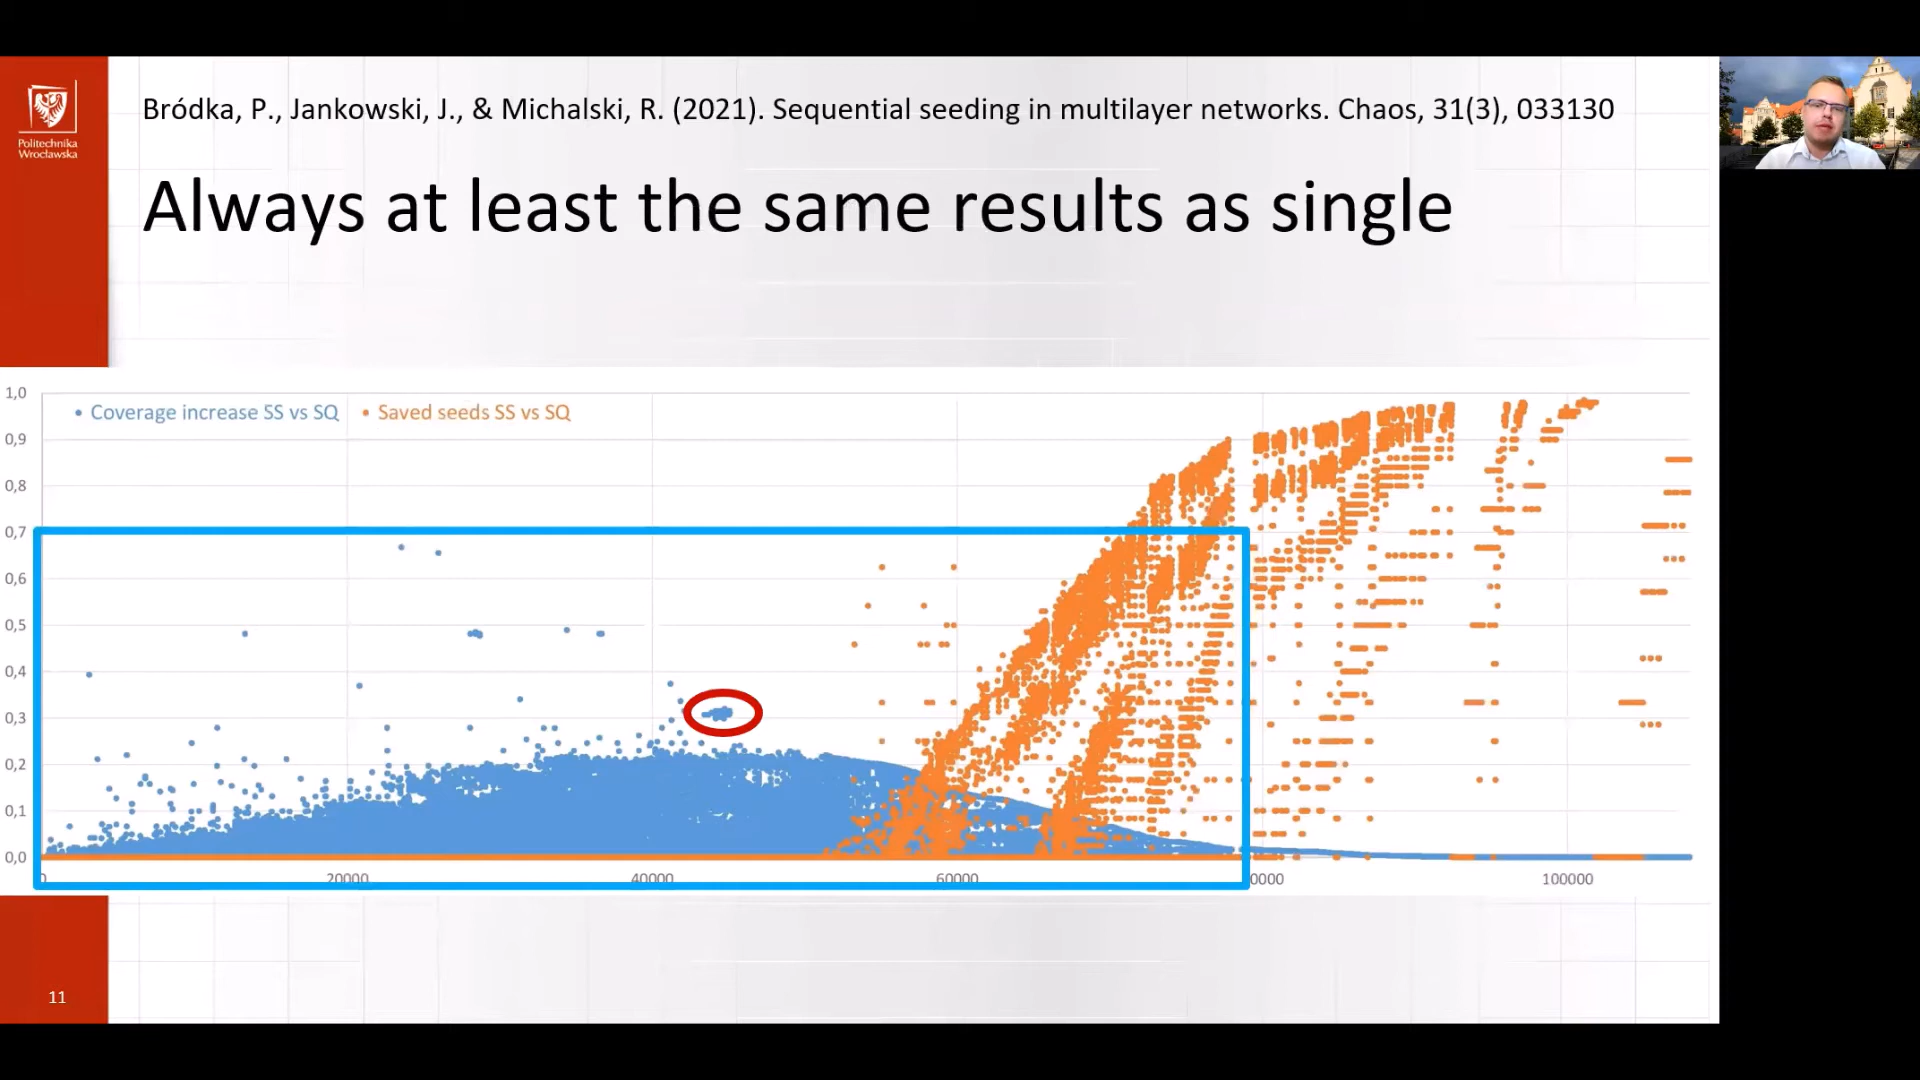 Politechnika
Wrocławska
Bródka, P., Jankowski, J., & Michalski, R. (2021). Sequential seeding in multilayer networks. Chaos, 31(3), 033130
Always at least the same results as single
• Coverage increase SS vs SQ • Saved seeds SS vs SQ
1,0
0,9
0,8
0,7
0,6
0,5
0,4
0,3
0,2
0,1
0,0
0 20000 40000 60000 0000 100000
11